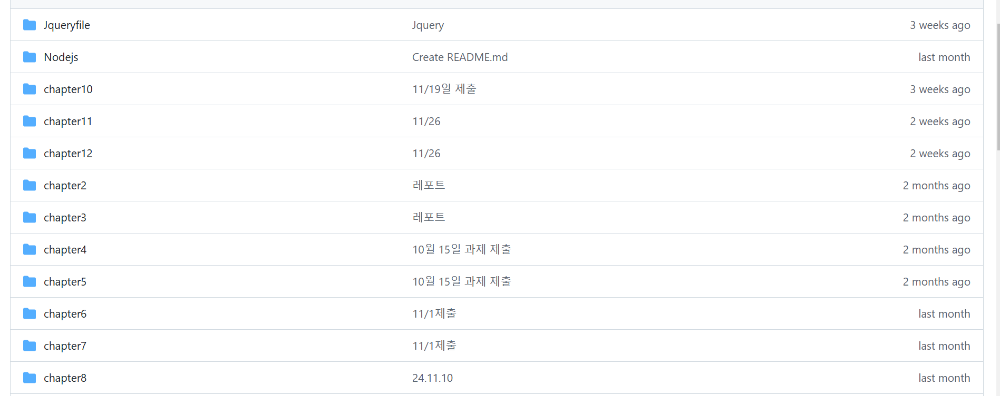 Jqueryfile Jquery 3 weeks ago
Nodejs Create README.md last month
chapter10 11/19일 제출 3 weeks ago
chapter11 11/26 2 weeks ago
chapter12 11/26 2 weeks ago
chapter2 레포트 2 months ago
chapter3 레포트 2 months ago
chapter4 10월 15일 과제 제출 2 months ago
chapter5 10월 15일 과제 제출 2 months ago
chapter6 11/1제출 last month
chapter7 11/1제출 last month
chapter8 24.11.10 last month